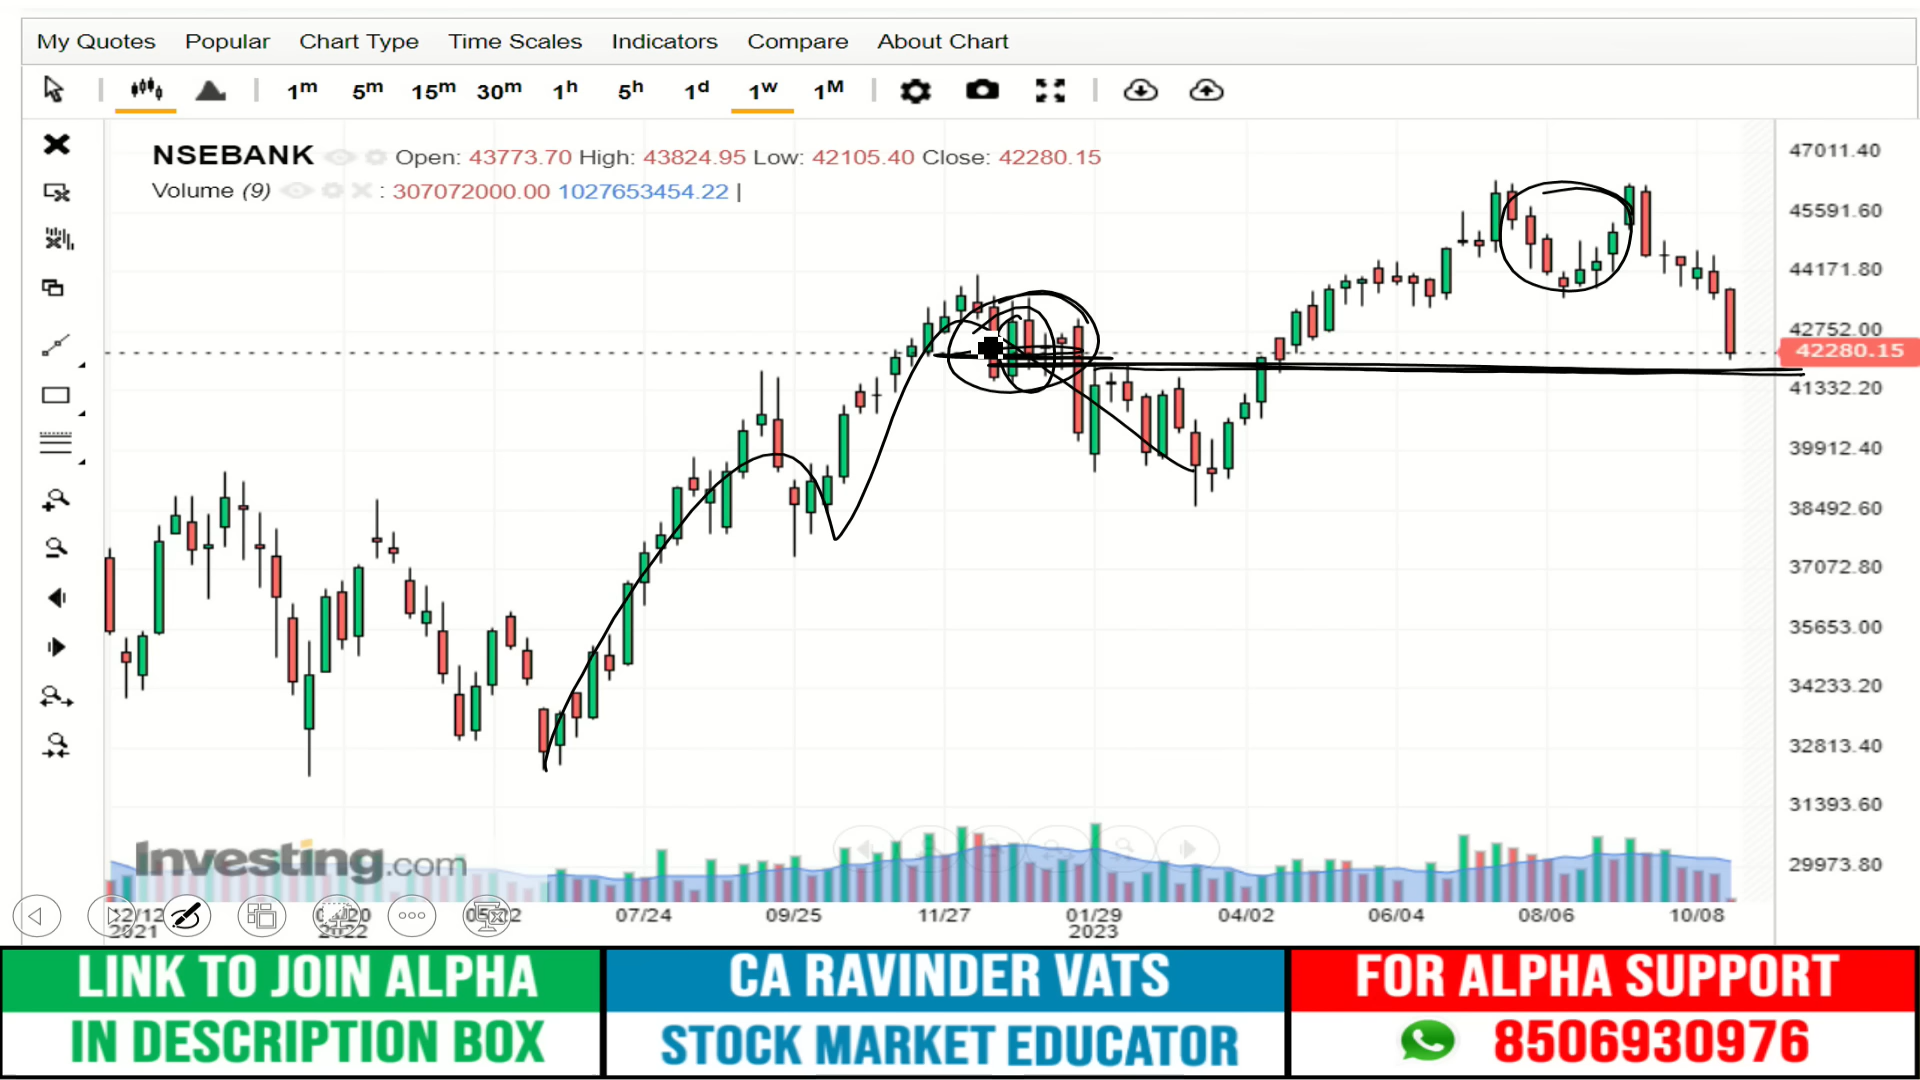 My Quotes Popular Chart Type Time Scales Indicators Compare About Chart
1m 5m 15m 30m 1h 5h 1d 1w 1M
NSEBANK Open: 43773.70 High: 43824.95 Low: 42105.40 Close: 42280.15
Volume (9) : 307072000.00 1027653454.22
47011.40
45591.60
44171.80
42752.00
42280.15
41332.20
39912.40
38492.60
37072.80
35653.00
34233.20
32813.40
31393.60
29973.80
Investing.com
07/24 09/25 11/27 01/29 04/02 06/04 08/06 10/08
2021 2022 2023
LINK TO JOIN ALPHA
IN DESCRIPTION BOX
CA RAVINDER VATS
STOCK MARKET EDUCATOR
FOR ALPHA SUPPORT
8506930976